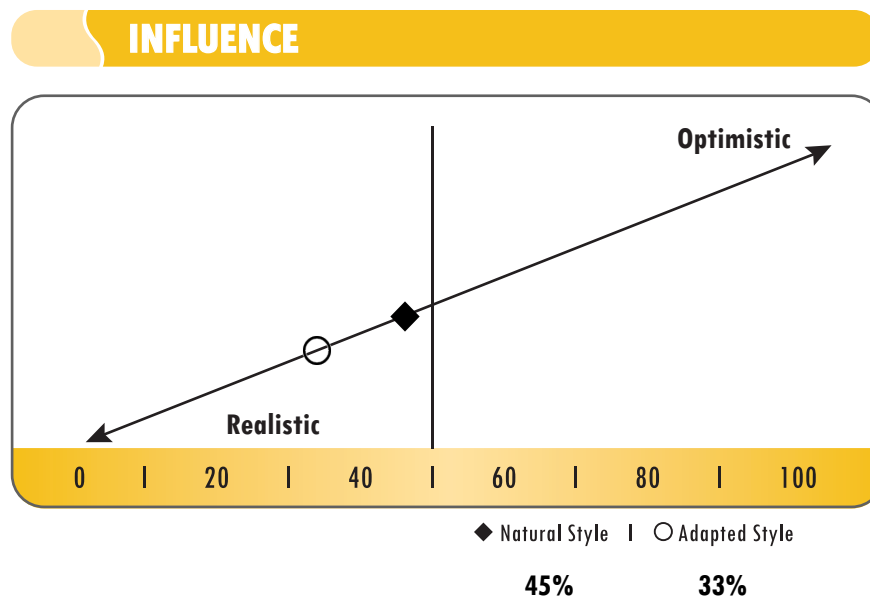 INFLUENCE
Optimistic
Realistic
0 I 20 I 40 I 60 I 80 I 100
Natural Style I Adapted Style
45% 33%